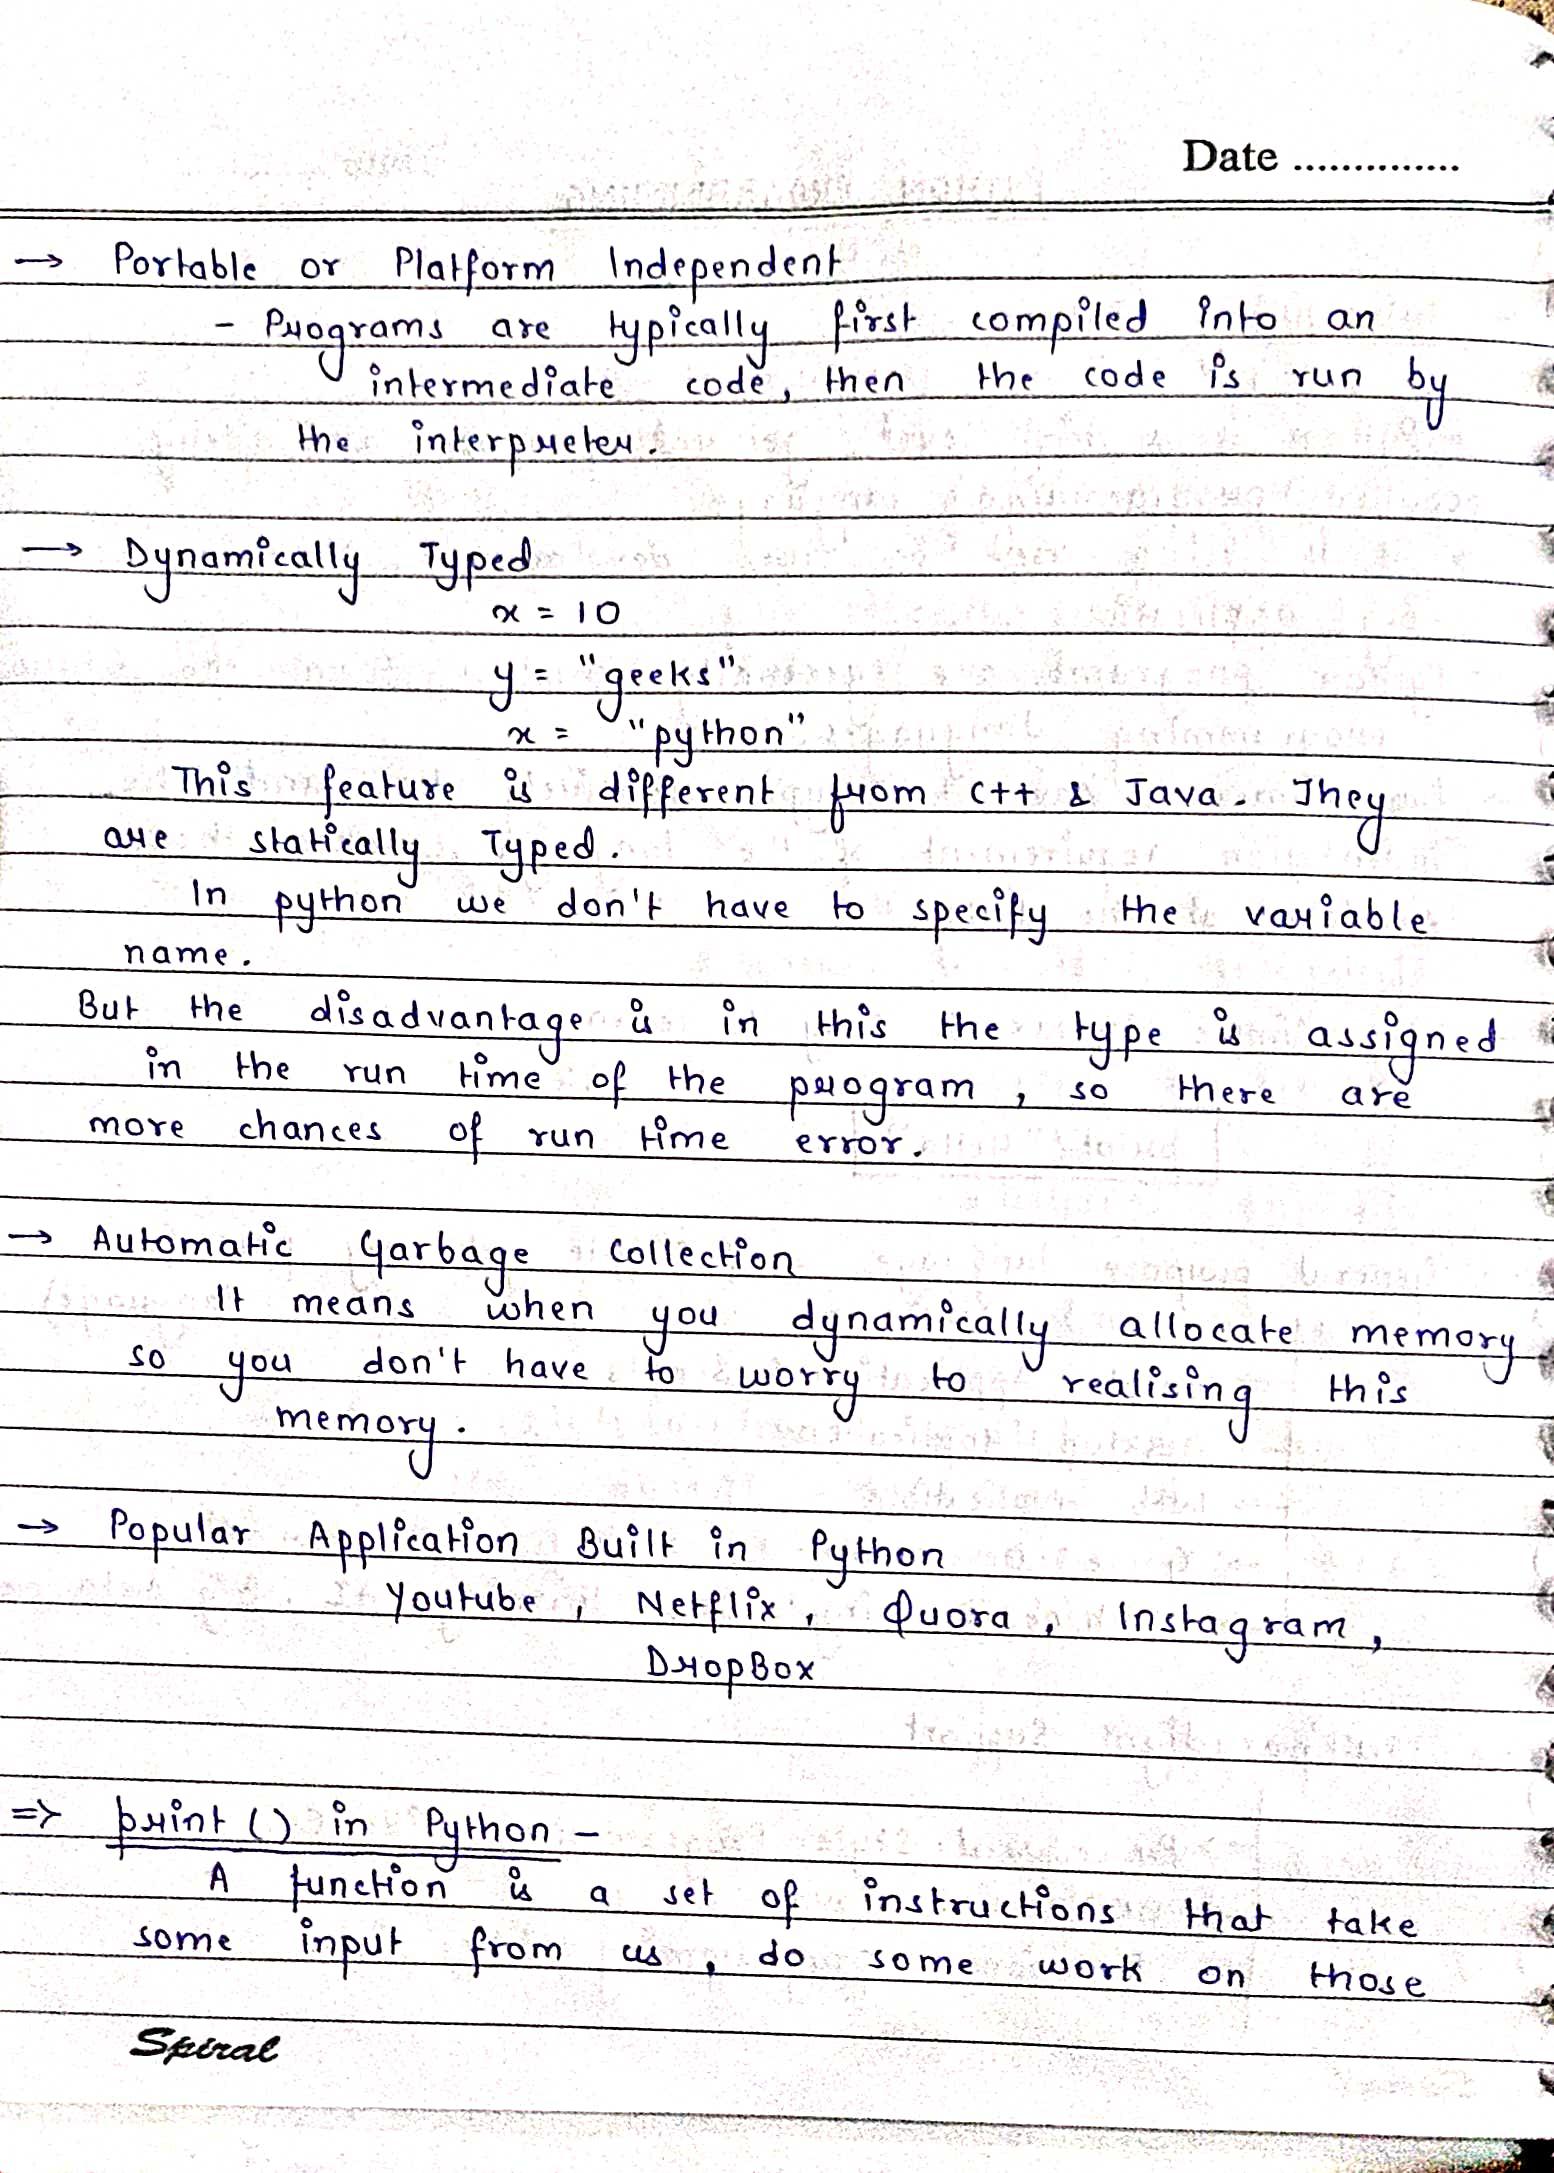 Date ..............
→ Portable or Platform Independent
- Programs are typically first compiled into an
intermediate code, then the code is run by
the interpreter.
→ Dynamically Typed
x = 10
y = "geeks"
x = "python"
This feature is different from C++ & Java. They
are statically Typed.
In python we don't have to specify the variable
name.
But the disadvantage is in this the type is assigned
in the run time of the program, so there are
more chances of run time error.
→ Automatic Garbage Collection
It means when you dynamically allocate memory
so you don't have to worry to realising this
memory.
→ Popular Application Built in Python
Youtube, Netflix, Quora, Instagram,
DropBox
=> print () in Python -
A function is a set of instructions that take
some input from us, do some work on those
Spiral